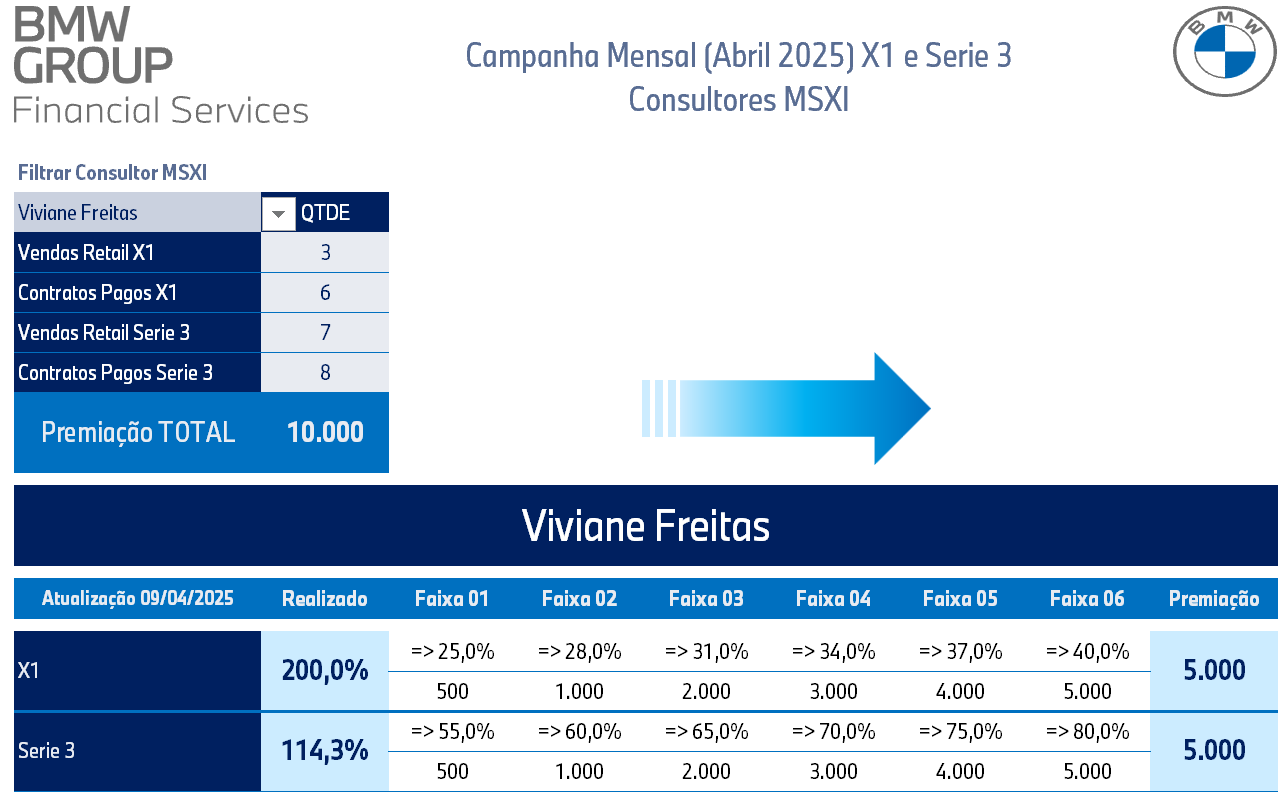 BMW
GROUP
Financial Services
Campanha Mensal (Abril 2025) X1 e Serie 3
Consultores MSXI
BMW
Filtrar Consultor MSXI
Viviane Freitas QTDE
Vendas Retail X1 3
Contratos Pagos X1 6
Vendas Retail Serie 3 7
Contratos Pagos Serie 3 8
Premiação TOTAL 10.000
Viviane Freitas
Atualização 09/04/2025 Realizado Faixa 01 Faixa 02 Faixa 03 Faixa 04 Faixa 05 Faixa 06 Premiação
X1 200,0% => 25,0% => 28,0% => 31,0% => 34,0% => 37,0% => 40,0% 5.000
500 1.000 2.000 3.000 4.000 5.000
Serie 3 114,3% => 55,0% => 60,0% => 65,0% => 70,0% => 75,0% => 80,0% 5.000
500 1.000 2.000 3.000 4.000 5.000